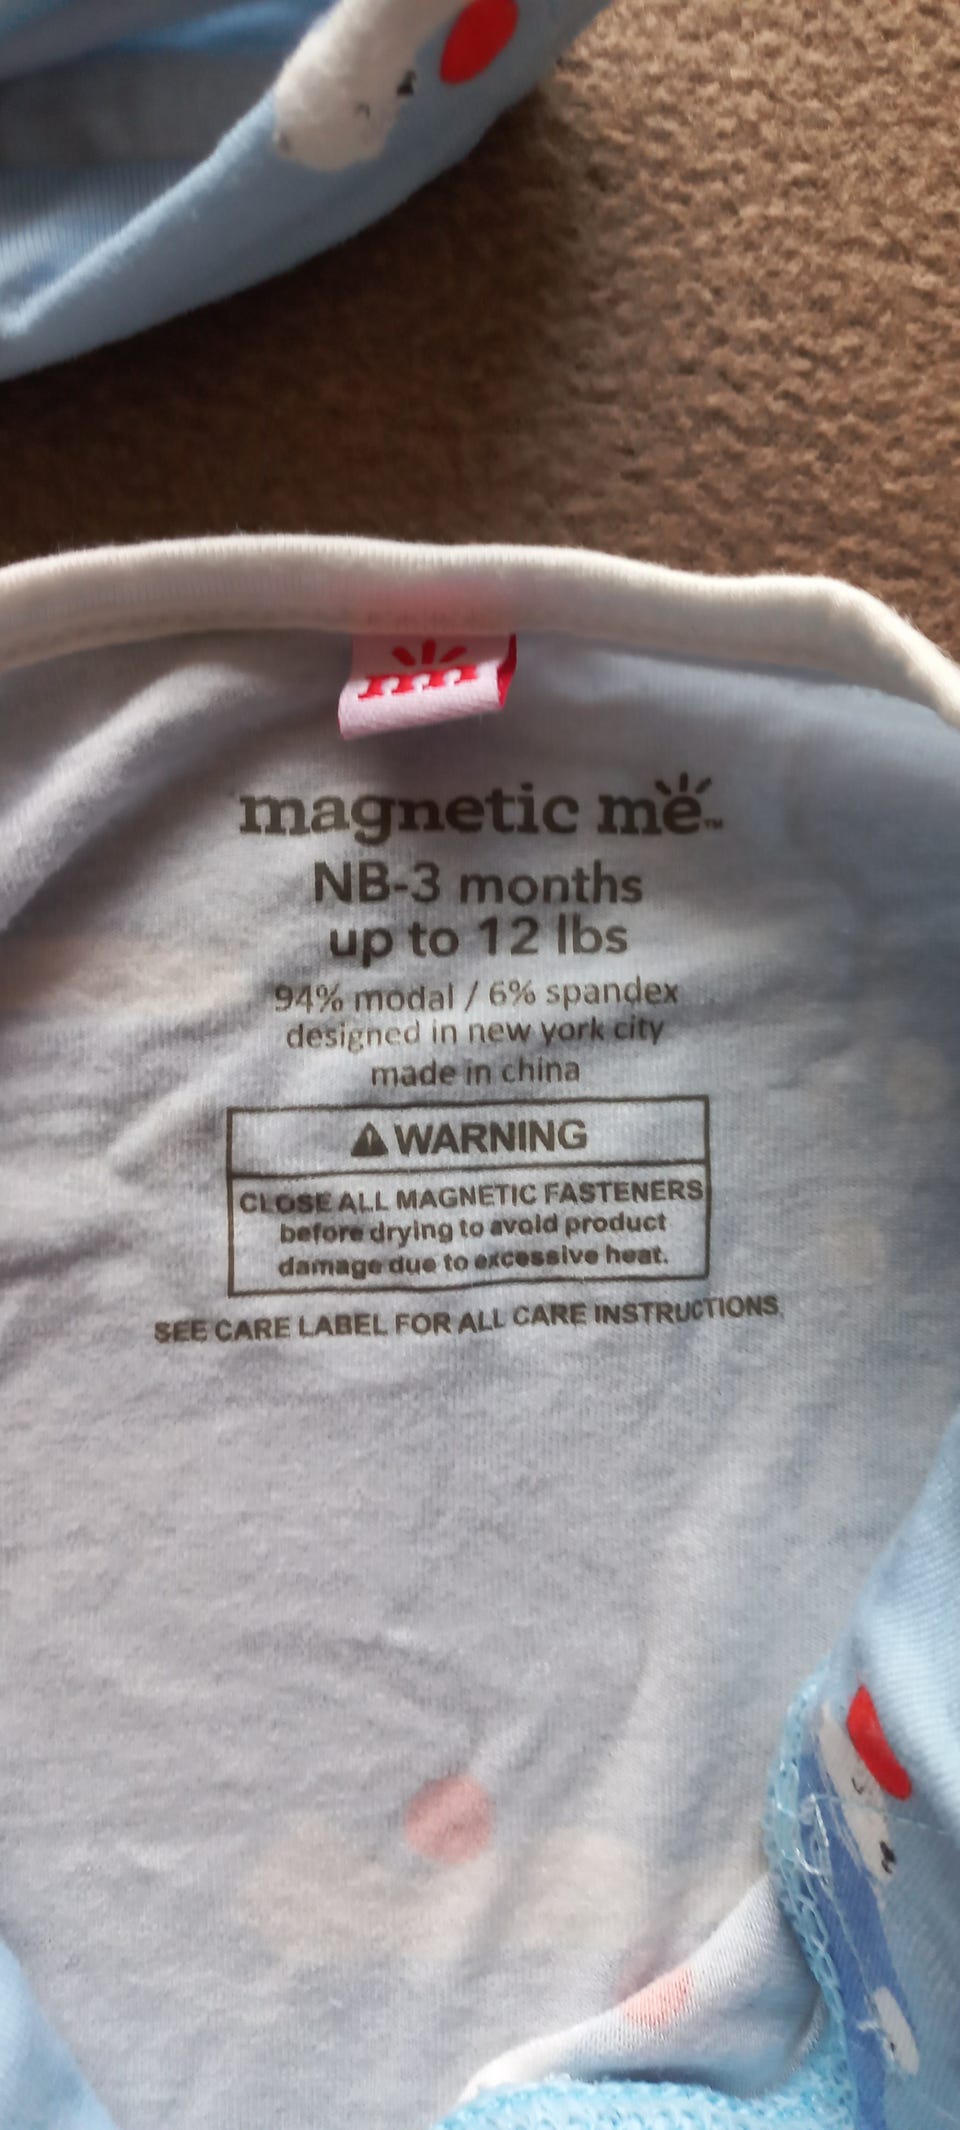 m
magnetic me™
NB-3 months
up to 12 lbs
94% modal / 6% spandex
designed in new york city
made in china
⚠ WARNING
CLOSE ALL MAGNETIC FASTENERS
before drying to avoid product
damage due to excessive heat.
SEE CARE LABEL FOR ALL CARE INSTRUCTIONS